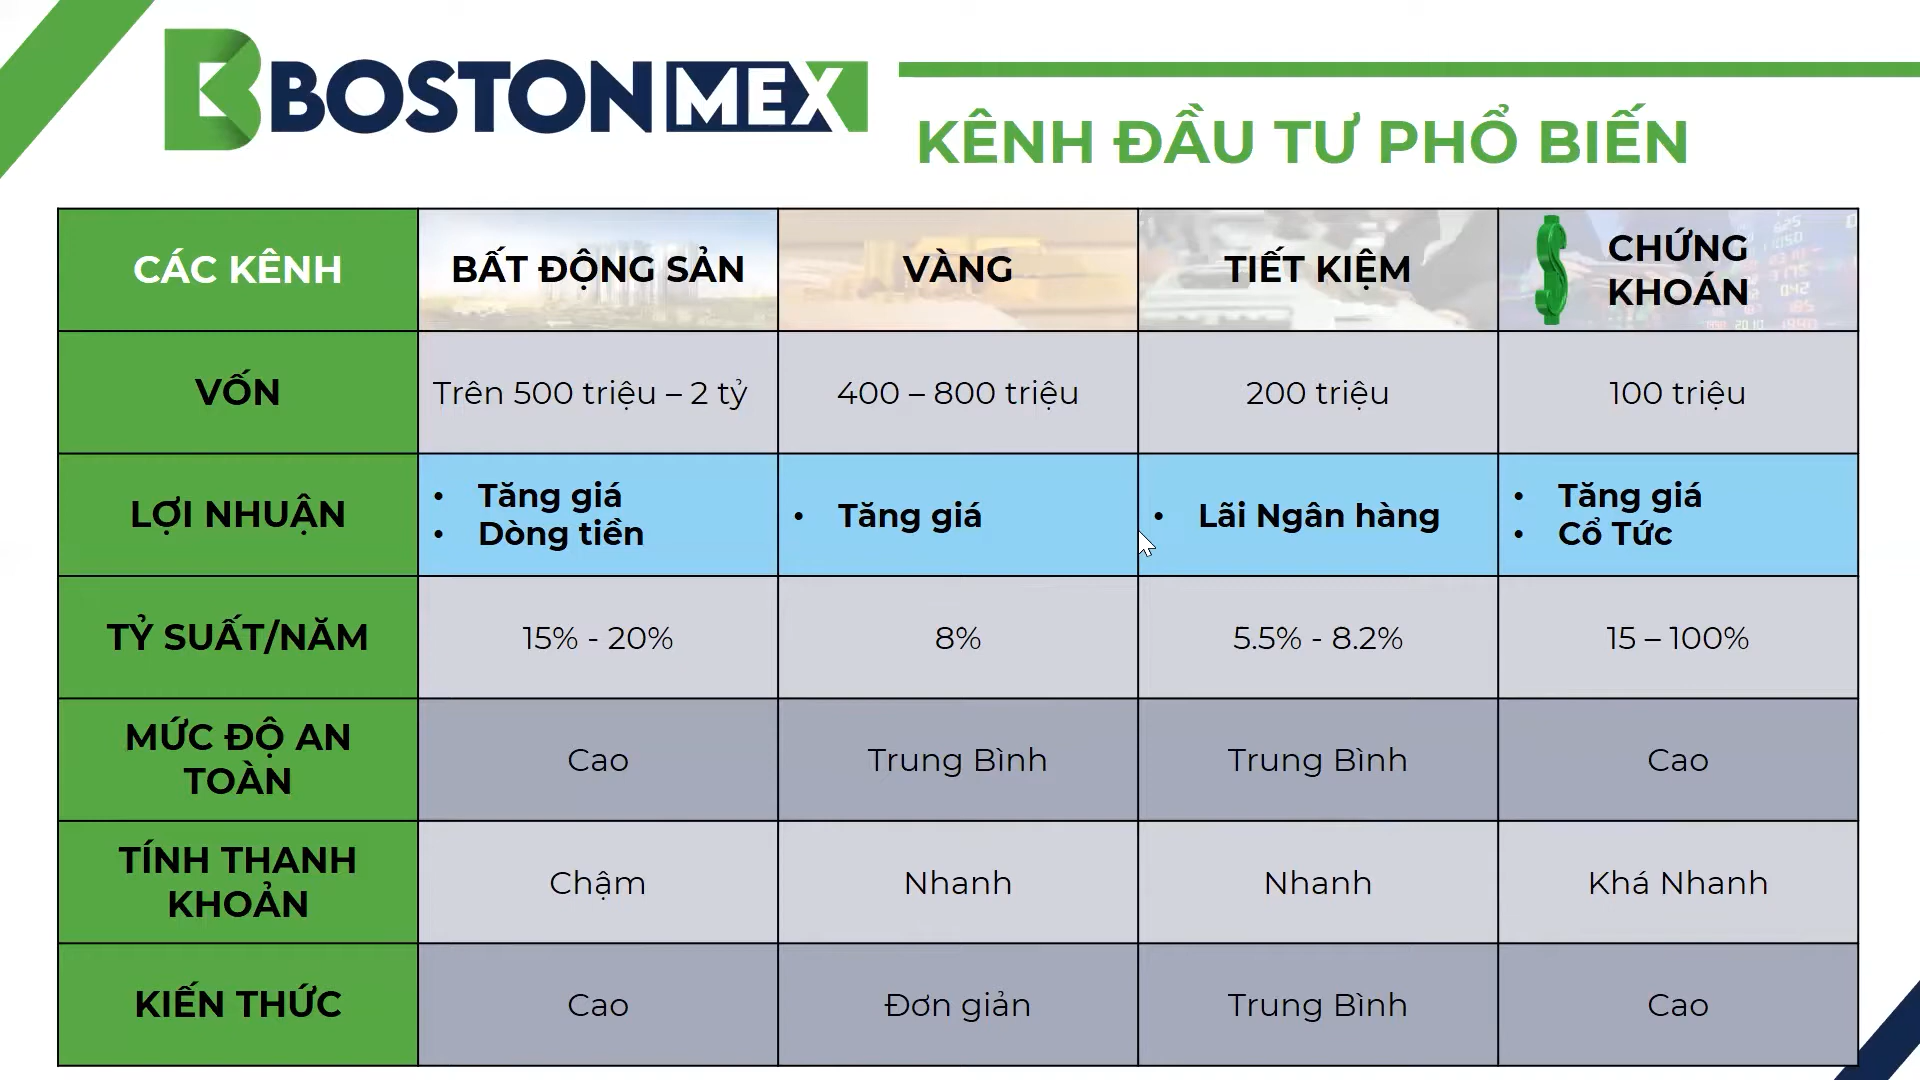 BOSTONMEX
KÊNH ĐẦU TƯ PHỔ BIẾN
CÁC KÊNH
BẤT ĐỘNG SẢN
VÀNG
TIẾT KIỆM
CHỨNG
KHOÁN
VỐN
Trên 500 triệu – 2 tỷ
400 – 800 triệu
200 triệu
100 triệu
LỢI NHUẬN
• Tăng giá
• Dòng tiền
• Tăng giá
• Lãi Ngân hàng
• Tăng giá
• Cổ Tức
TỶ SUẤT/NĂM
15% - 20%
8%
5.5% - 8.2%
15 – 100%
MỨC ĐỘ AN
TOÀN
Cao
Trung Bình
Trung Bình
Cao
TÍNH THANH
KHOẢN
Chậm
Nhanh
Nhanh
Khá Nhanh
KIẾN THỨC
Cao
Đơn giản
Trung Bình
Cao